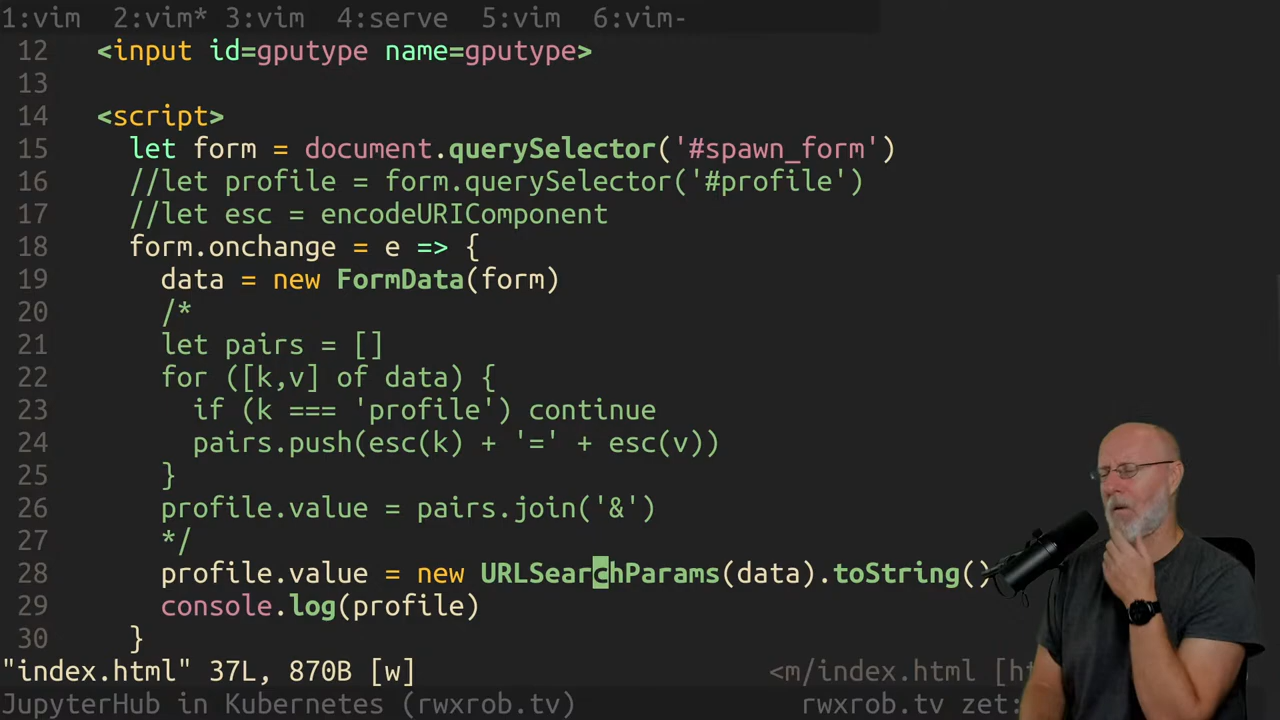 1:vim 2:vim* 3:vim 4:serve 5:vim 6:vim-
12 <input id=gputype name=gputype>
13
14 <script>
15 let form = document.querySelector('#spawn_form')
16 //let profile = form.querySelector('#profile')
17 //let esc = encodeURIComponent
18 form.onchange = e => {
19 data = new FormData(form)
20 /*
21 let pairs = []
22 for ([k,v] of data) {
23 if (k === 'profile') continue
24 pairs.push(esc(k) + '=' + esc(v))
25 }
26 profile.value = pairs.join('&')
27 */
28 profile.value = new URLSearchParams(data).toString()
29 console.log(profile)
30 }
"index.html" 37L, 870B [w] <m/index.html [h
JupyterHub in Kubernetes (rwxrob.tv) rwxrob.tv zet: